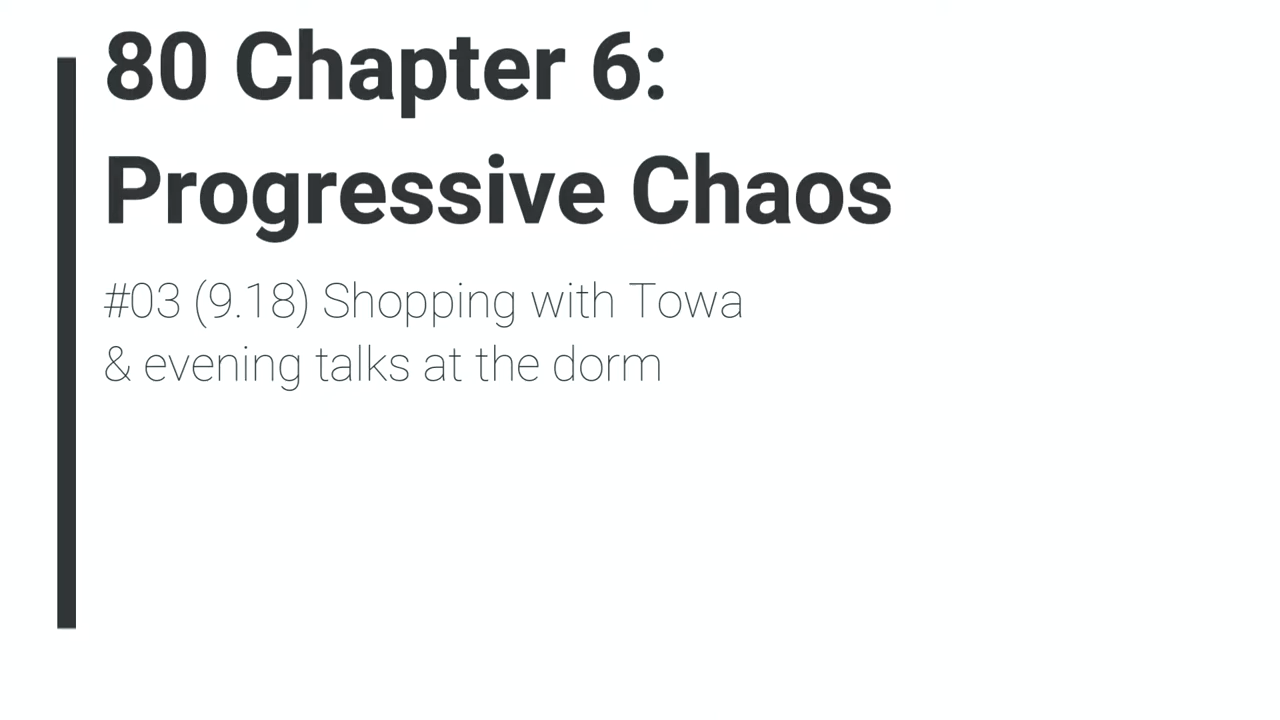 80 Chapter 6:
Progressive Chaos
#03 (9.18) Shopping with Towa
& evening talks at the dorm